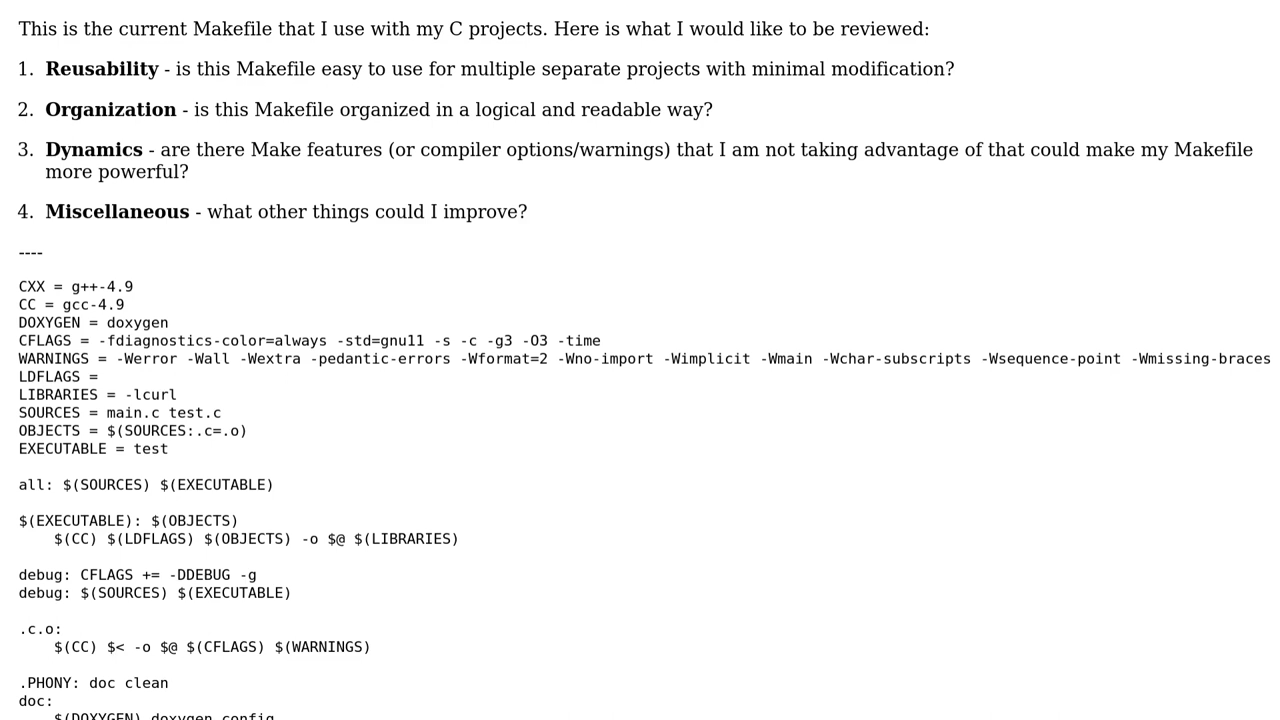 This is the current Makefile that I use with my C projects. Here is what I would like to be reviewed:
1. Reusability - is this Makefile easy to use for multiple separate projects with minimal modification?
2. Organization - is this Makefile organized in a logical and readable way?
3. Dynamics - are there Make features (or compiler options/warnings) that I am not taking advantage of that could make my Makefile
more powerful?
4. Miscellaneous - what other things could I improve?
----
CXX = g++-4.9
CC = gcc-4.9
DOXYGEN = doxygen
CFLAGS = -fdiagnostics-color=always -std=gnu11 -s -c -g3 -O3 -time
WARNINGS = -Werror -Wall -Wextra -pedantic-errors -Wformat=2 -Wno-import -Wimplicit -Wmain -Wchar-subscripts -Wsequence-point -Wmissing-braces
LDFLAGS =
LIBRARIES = -lcurl
SOURCES = main.c test.c
OBJECTS = $(SOURCES:.c=.o)
EXECUTABLE = test
all: $(SOURCES) $(EXECUTABLE)
$(EXECUTABLE): $(OBJECTS)
    $(CC) $(LDFLAGS) $(OBJECTS) -o $@ $(LIBRARIES)
debug: CFLAGS += -DDEBUG -g
debug: $(SOURCES) $(EXECUTABLE)
.c.o:
    $(CC) $< -o $@ $(CFLAGS) $(WARNINGS)
.PHONY: doc clean
doc:
    $(DOXYGEN) doxygen.config